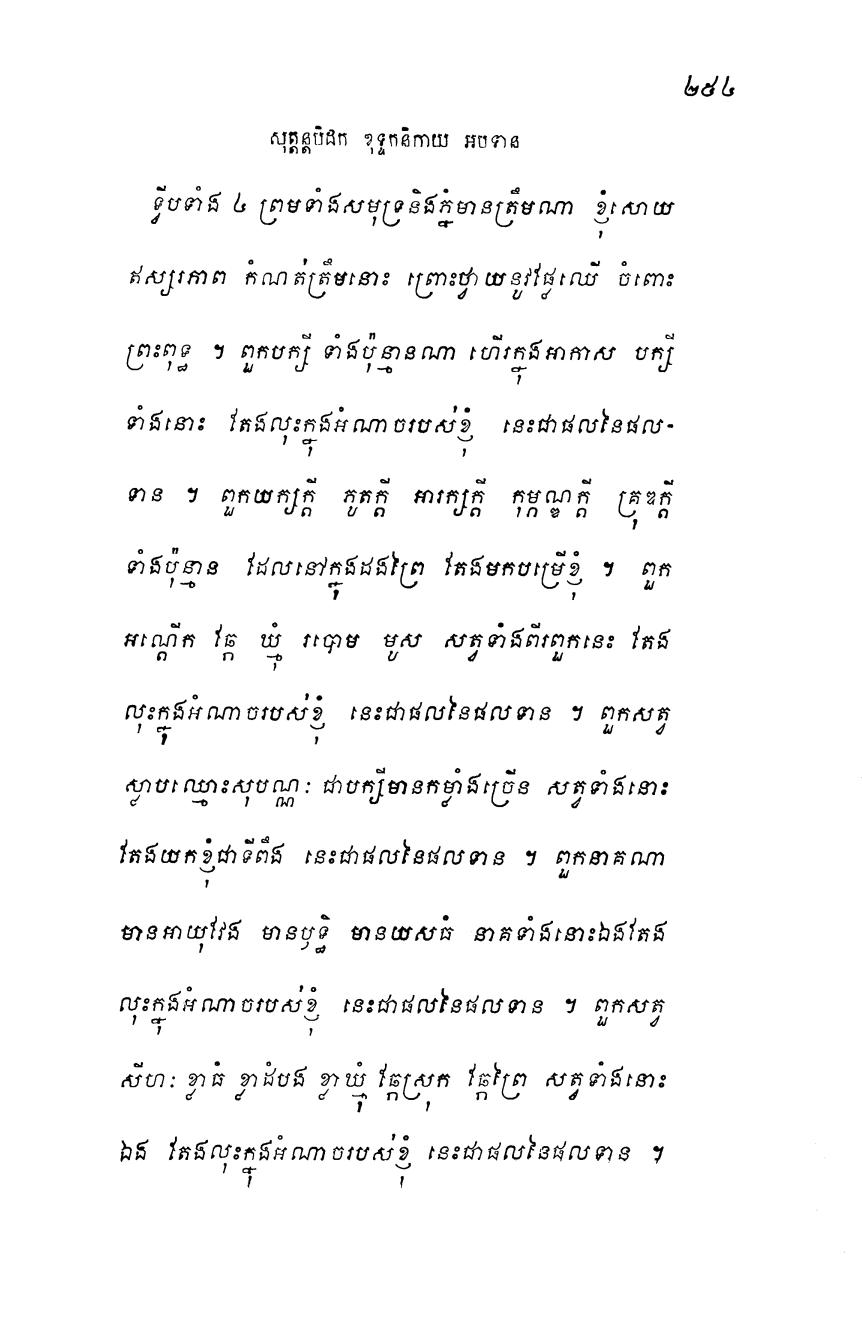 ២៥៤
សុត្តន្តបិដក ខុទ្ទកនិកាយ អបទាន
ទ្វីបទាំង ៤ ព្រមទាំងសមុទ្រនិងភ្នំមានត្រឹមណា ខ្ញុំសោយ
ឥស្សរភាព កំណត់ត្រឹមនោះ ព្រោះថ្វាយនូវផ្លែឈើ ចំពោះ
ព្រះពុទ្ធ ។ ពួកបក្សី ទាំងប៉ុន្មានណា ហើរក្នុងអាកាស បក្សី
ទាំងនោះ តែងលុះក្នុងអំណាចរបស់ខ្ញុំ នេះជាផលនៃផល-
ទាន ។ ពួកយក្សក្តី ភូតក្តី អារក្សក្តី កុម្ភណ្ឌក្តី គ្រុឌក្តី
ទាំងប៉ុន្មាន ដែលនៅក្នុងដងព្រៃ តែងមកបម្រើខ្ញុំ ។ ពួក
អណ្តើក ឆ្កែ ឃ្មុំ របោម មូស សត្វទាំងពីរពួកនេះ តែង
លុះក្នុងអំណាចរបស់ខ្ញុំ នេះជាផលនៃផលទាន ។ ពួកសត្វ
ស្លាបឈ្មោះសុបណ្ណៈ ជាបក្សីមានកម្លាំងច្រើន សត្វទាំងនោះ
តែងយកខ្ញុំជាទីពឹង នេះជាផលនៃផលទាន ។ ពួកនាគណា
មានអាយុវែង មានឫទ្ធិ មានយសធំ នាគទាំងនោះឯងតែង
លុះក្នុងអំណាចរបស់ខ្ញុំ នេះជាផលនៃផលទាន ។ ពួកសត្វ
សីហៈ ខ្លាធំ ខ្លាដំបង ខ្លាឃ្មុំ ឆ្កែស្រុក ឆ្កែព្រៃ សត្វទាំងនោះ
ឯង តែងលុះក្នុងអំណាចរបស់ខ្ញុំ នេះជាផលនៃផលទាន ។